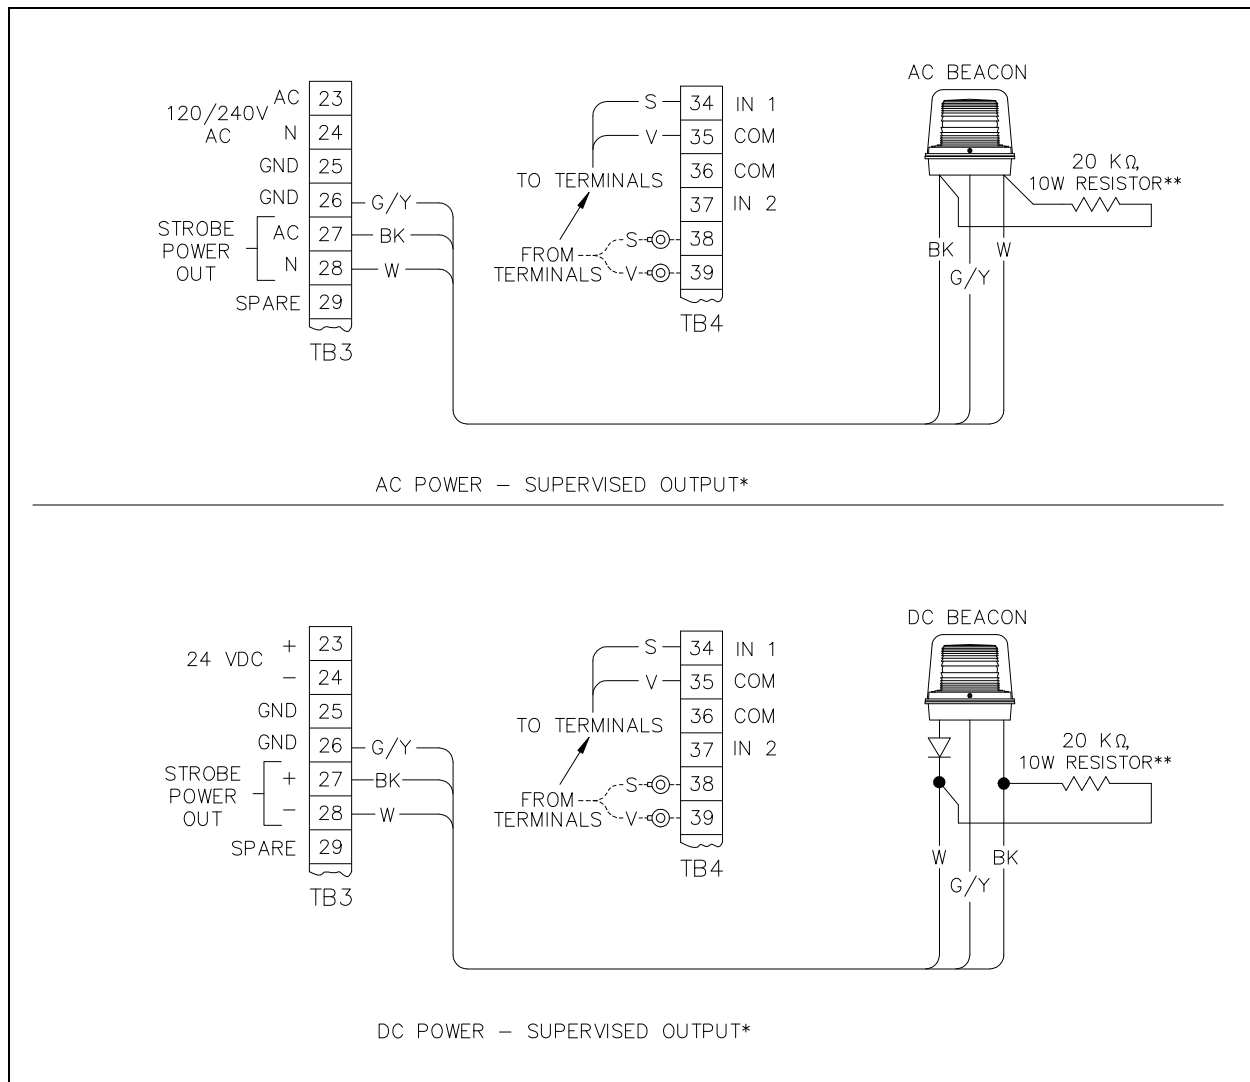 AC BEACON
120/240V
AC
AC 23
N 24
GND 25
GND 26 G/Y
STROBE
POWER
OUT
AC 27 BK
N 28 W
SPARE 29
TB3
S 34 IN 1
V 35 COM
36 COM
TO TERMINALS
37 IN 2
S 38
FROM
TERMINALS
V 39
TB4
20 KΩ,
10W RESISTOR**
BK
W
G/Y
AC POWER – SUPERVISED OUTPUT*
DC BEACON
24 VDC
+ 23
– 24
GND 25
GND 26 G/Y
STROBE
POWER
OUT
+ 27 BK
– 28 W
SPARE 29
TB3
S 34 IN 1
V 35 COM
36 COM
TO TERMINALS
37 IN 2
S 38
FROM
TERMINALS
V 39
TB4
20 KΩ,
10W RESISTOR**
W
BK
G/Y
DC POWER – SUPERVISED OUTPUT*